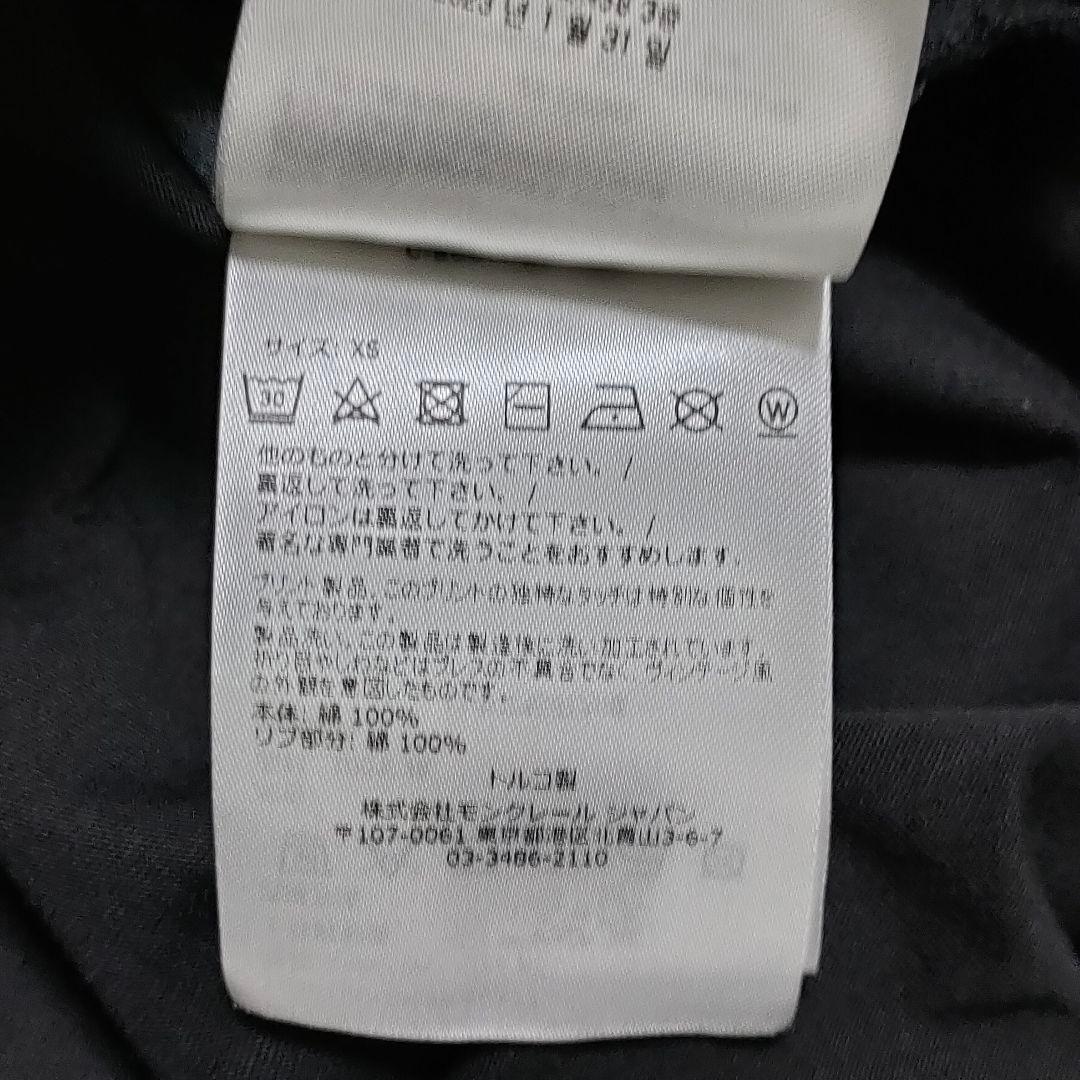 サイズ: XS
30
W
他のものと分けて洗って下さい。 /
裏返して洗って下さい。 /
アイロンは裏返してかけて下さい。 /
著名な専門業者で洗うことをおすすめします.
プリント製品、このプリントの独特なタッチは特別な個性を
与えております。
製品洗い、この製品は製造後に洗い加工されています。
折り目やしわなどはプレスの不具合でなく ヴィンテージ風
の外観を意図したものです。
本体: 綿 100%
リブ部分: 綿 100%
トルコ製
株式会社モンクレール ジャパン
〒107-0061 東京都港区北青山3-6-7
03-3486-2110